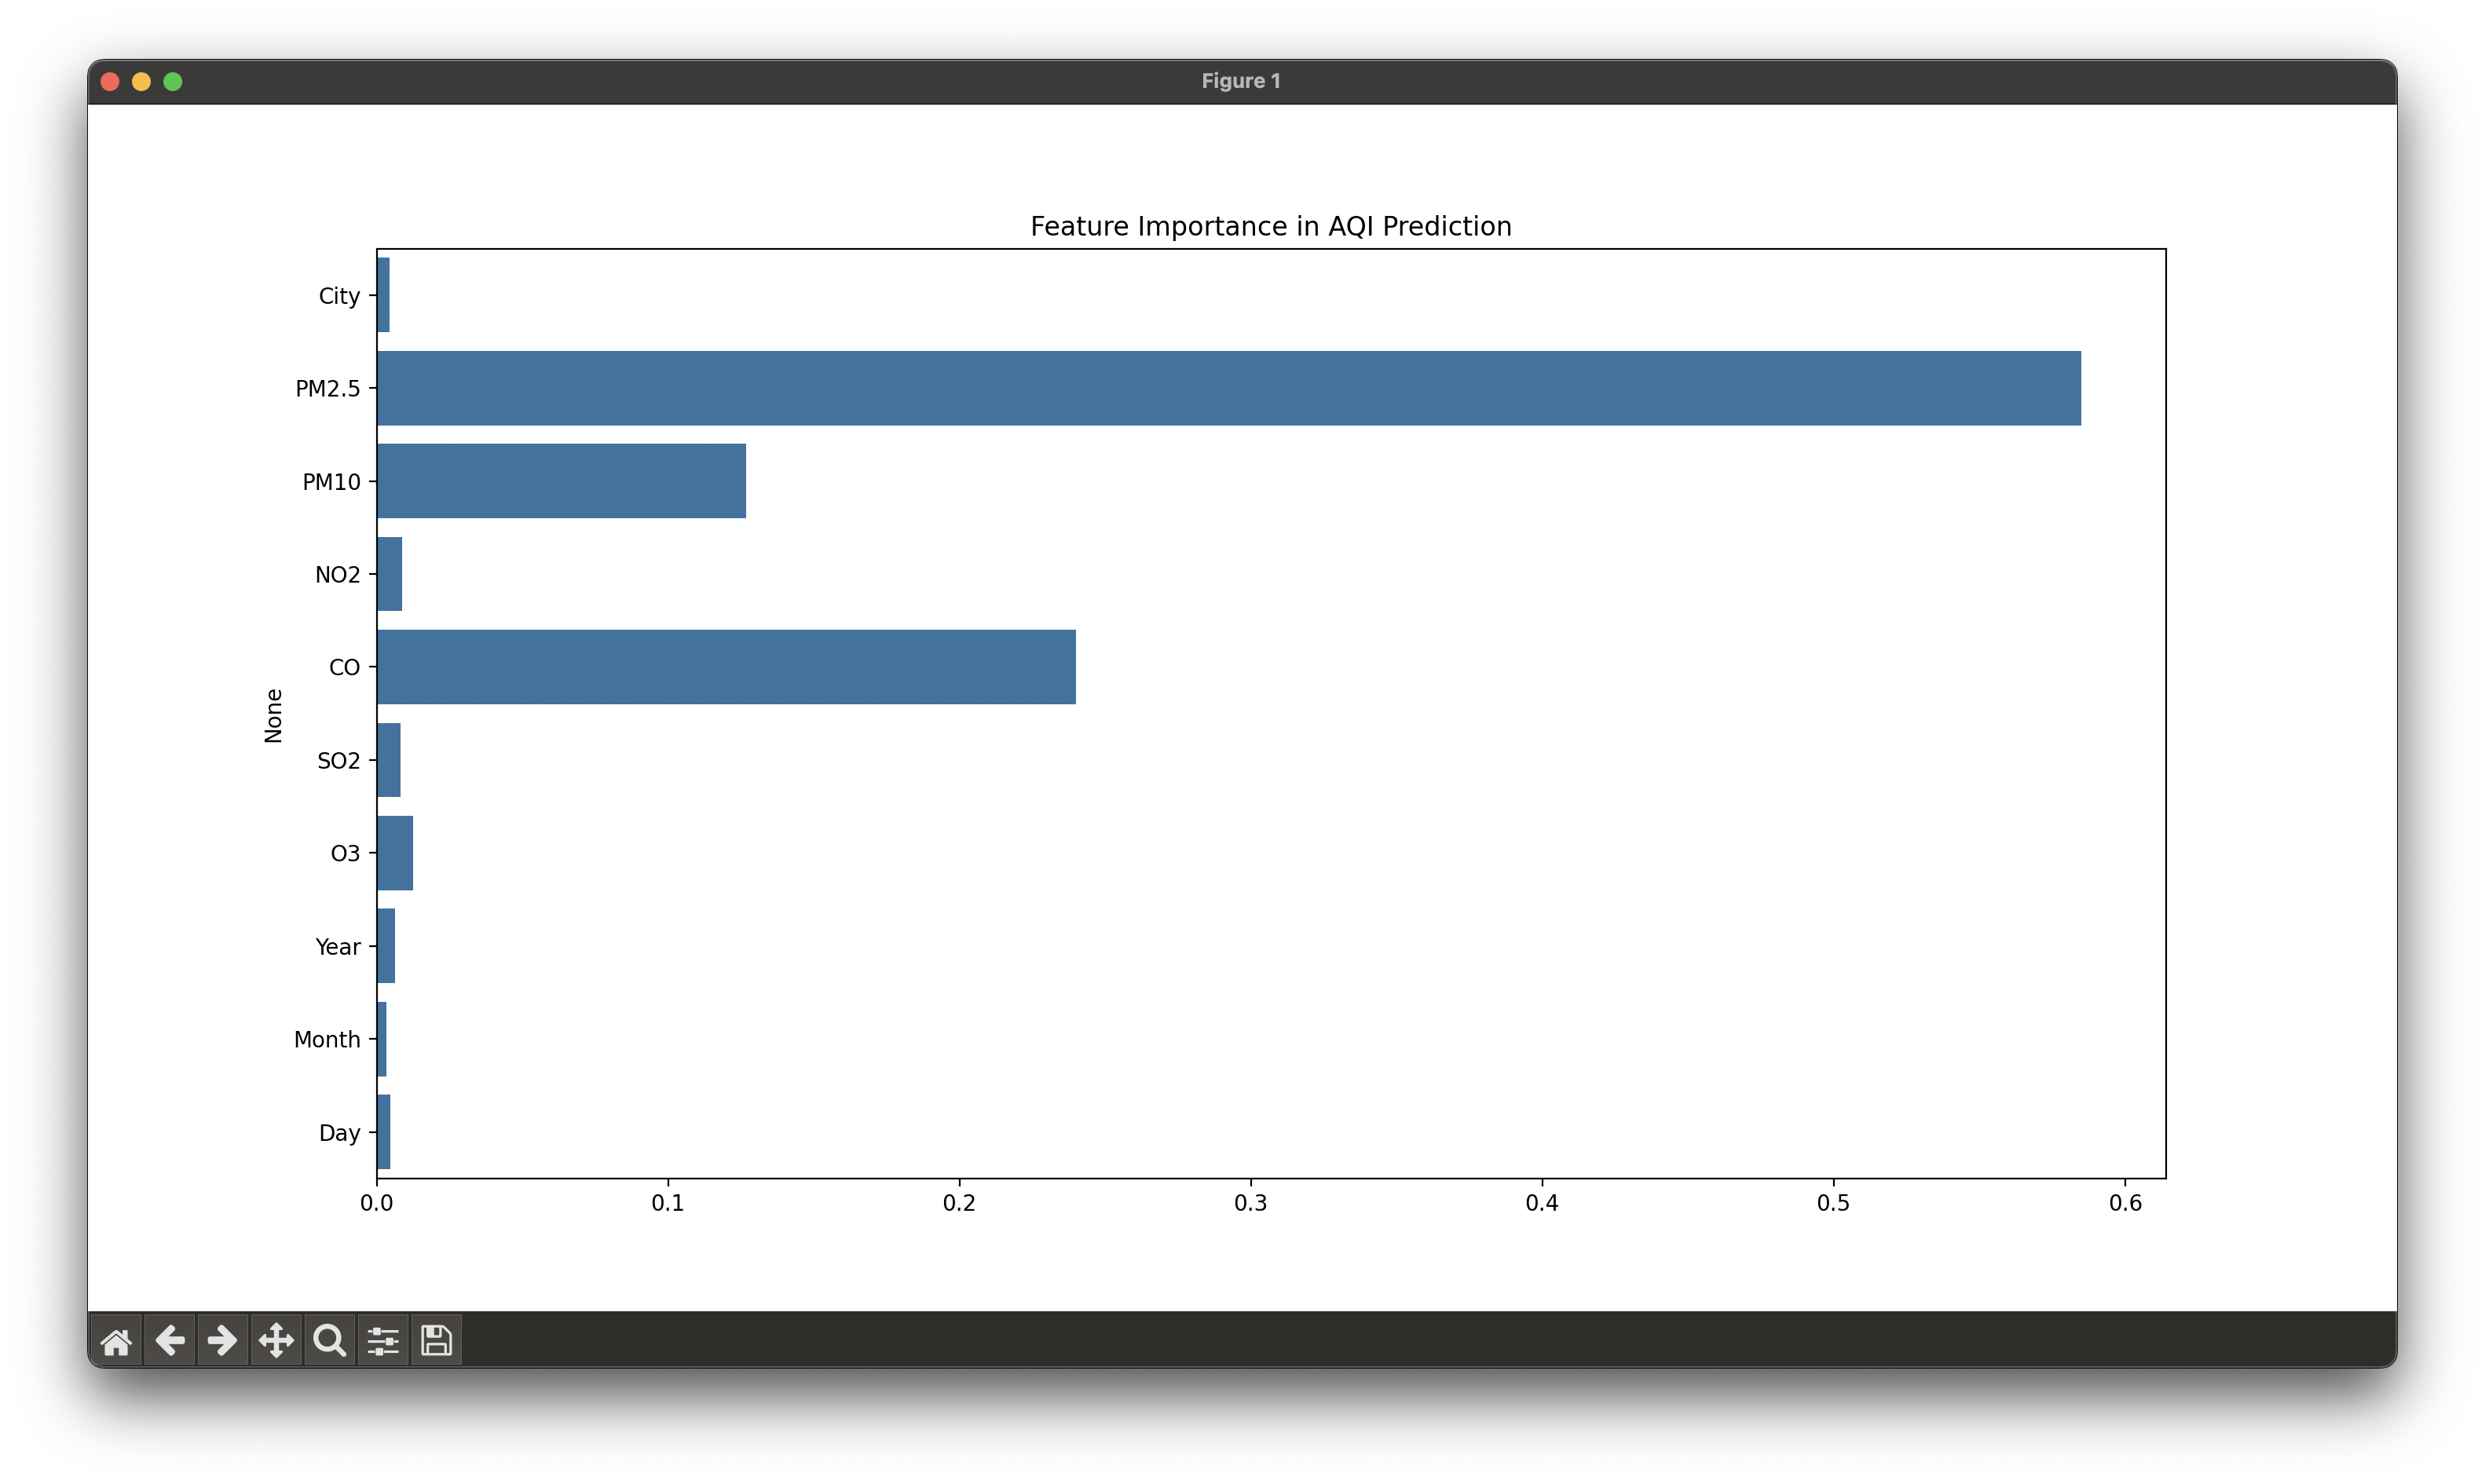 Figure 1
Feature Importance in AQI Prediction
City
PM2.5
PM10
NO2
CO
None
SO2
O3
Year
Month
Day
0.0 0.1 0.2 0.3 0.4 0.5 0.6